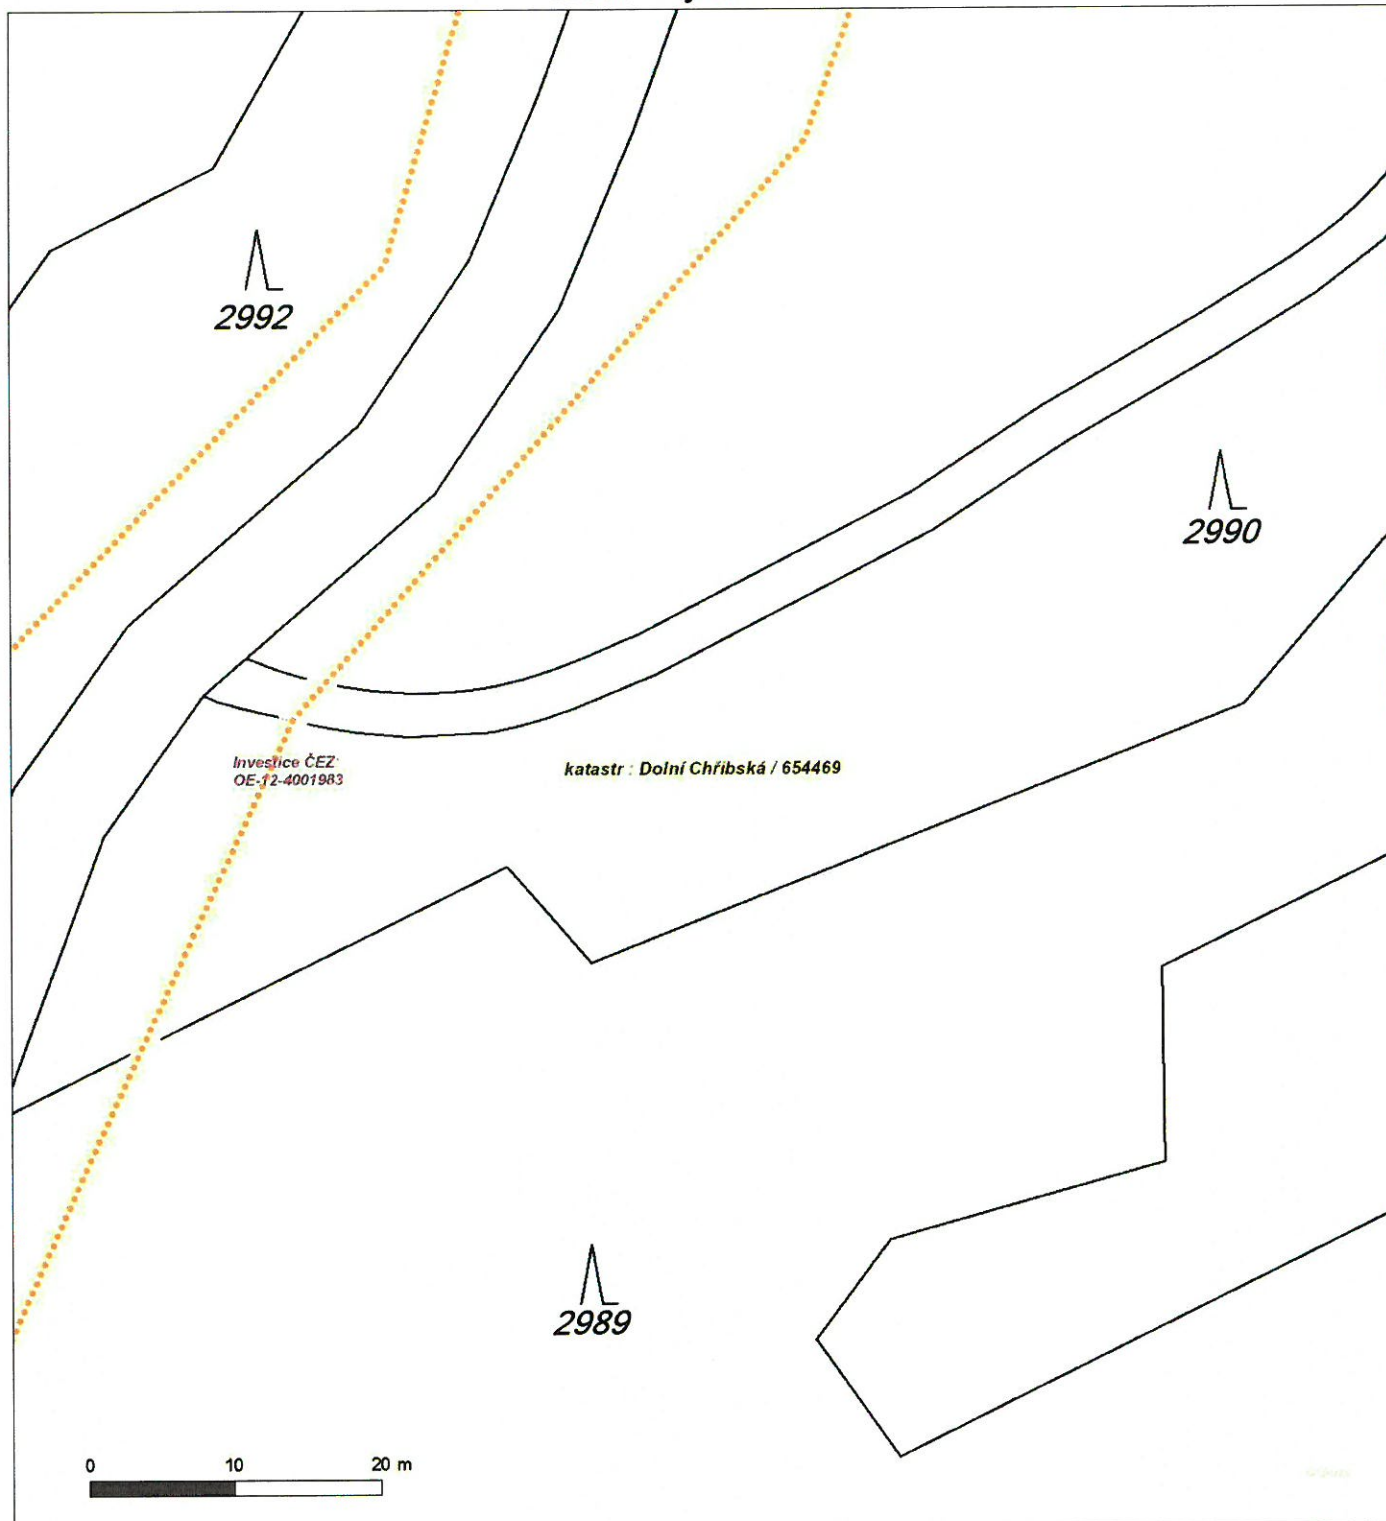 2992
2990
Investice ČEZ:
OE-12-4001983
katastr : Dolní Chřibská / 654469
2989
0 10 20 m